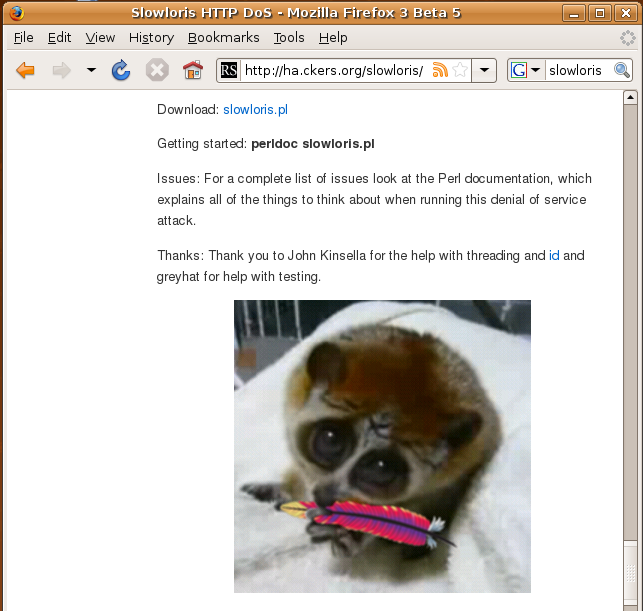 Slowloris HTTP DoS - Mozilla Firefox 3 Beta 5
File Edit View History Bookmarks Tools Help
RS http://ha.ckers.org/slowloris/ G slowloris
Download: slowloris.pl
Getting started: perldoc slowloris.pl
Issues: For a complete list of issues look at the Perl documentation, which
explains all of the things to think about when running this denial of service
attack.
Thanks: Thank you to John Kinsella for the help with threading and id and
greyhat for help with testing.